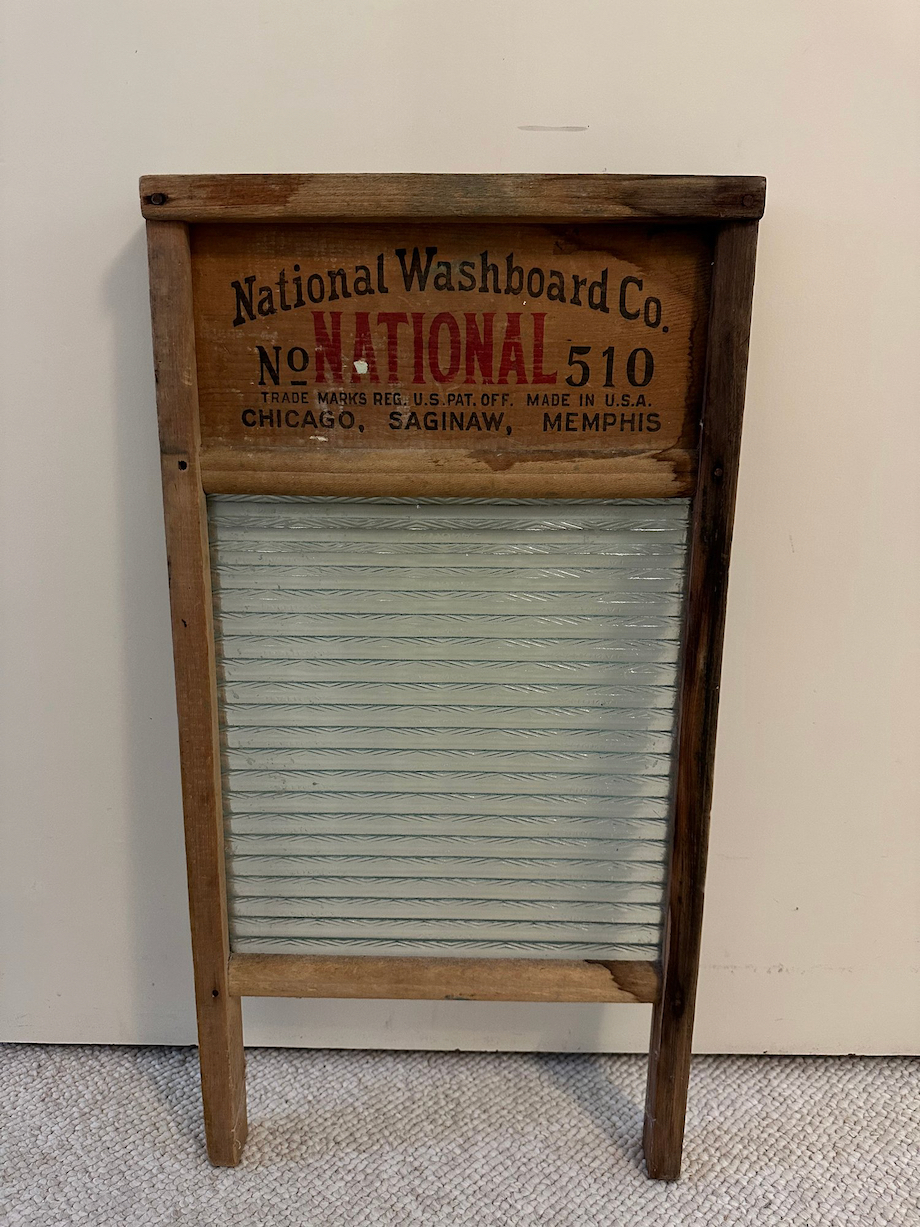 National Washboard Co.
No NATIONAL 510
TRADE MARKS REG. U.S. PAT. OFF. MADE IN U.S.A.
CHICAGO, SAGINAW, MEMPHIS